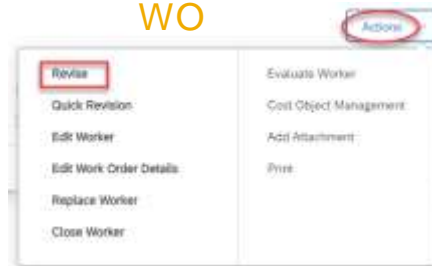 WO
Actions
Revise
Quick Revision
Edit Worker
Edit Work Order Details
Replace Worker
Close Worker
Evaluate Worker
Cost Object Management
Add Attachment
Print